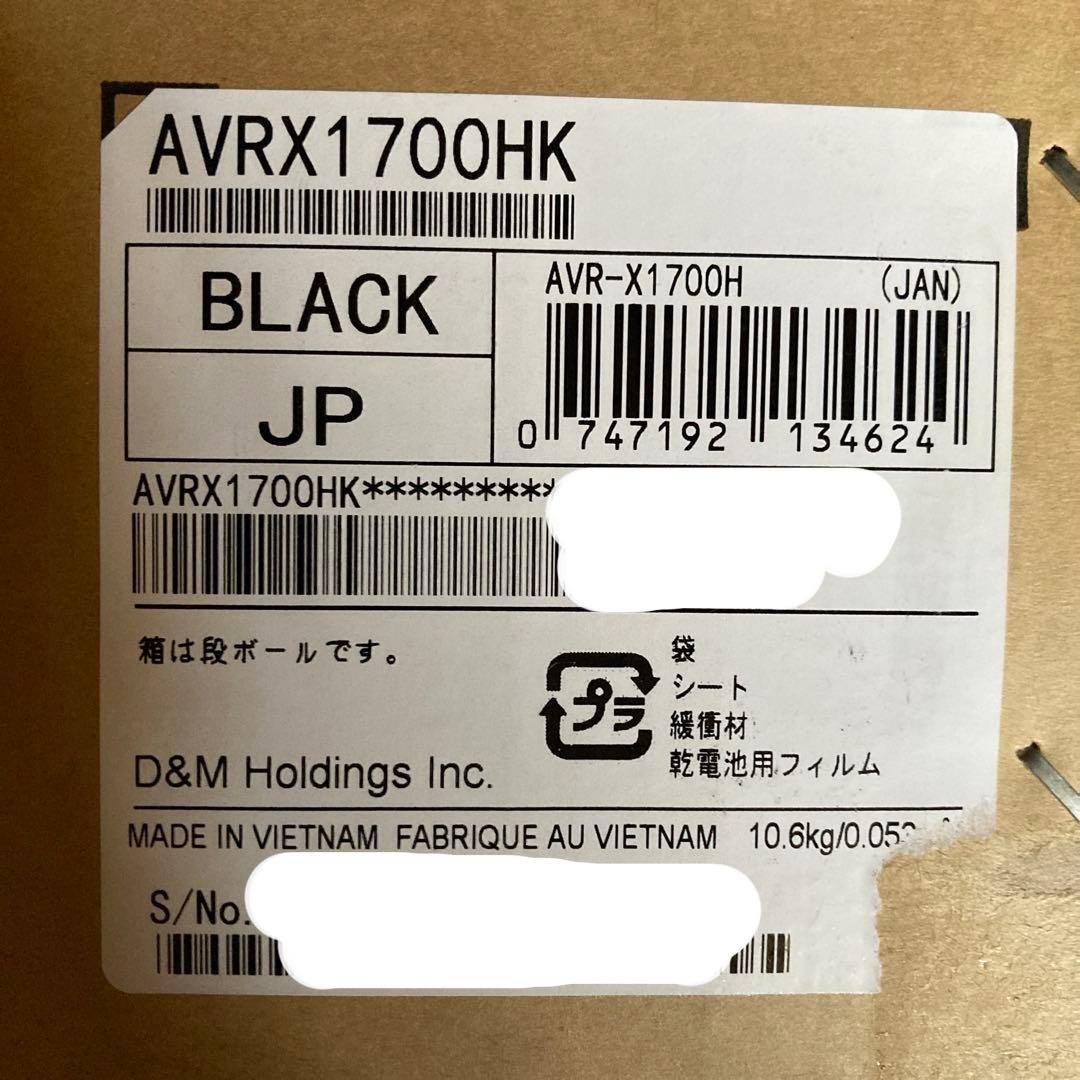 AVRX1700HK
BLACK
JP
AVR-X1700H (JAN)
0 747192 134624
AVRX1700HK*********
箱は段ボールです。
プラ
袋
シート
緩衝材
乾電池用フィルム
D&M Holdings Inc.
MADE IN VIETNAM FABRIQUE AU VIETNAM 10.6kg/0.05
S/No.